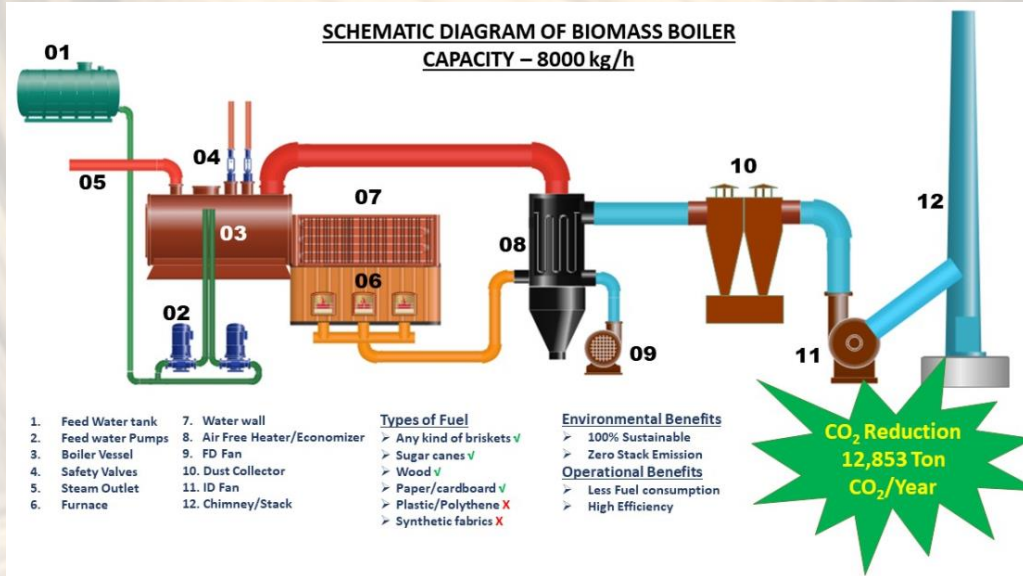 SCHEMATIC DIAGRAM OF BIOMASS BOILER
CAPACITY – 8000 kg/h
01
04
05
03
07
06
02
08
09
10
11
12
1. Feed Water tank
2. Feed water Pumps
3. Boiler Vessel
4. Safety Valves
5. Steam Outlet
6. Furnace
7. Water wall
8. Air Free Heater/Economizer
9. FD Fan
10. Dust Collector
11. ID Fan
12. Chimney/Stack
Types of Fuel
➢ Any kind of briskets √
➢ Sugar canes √
➢ Wood √
➢ Paper/cardboard √
➢ Plastic/Polythene X
➢ Synthetic fabrics X
Environmental Benefits
➢ 100% Sustainable
➢ Zero Stack Emission
Operational Benefits
➢ Less Fuel consumption
➢ High Efficiency
CO₂ Reduction
12,853 Ton
CO₂/Year